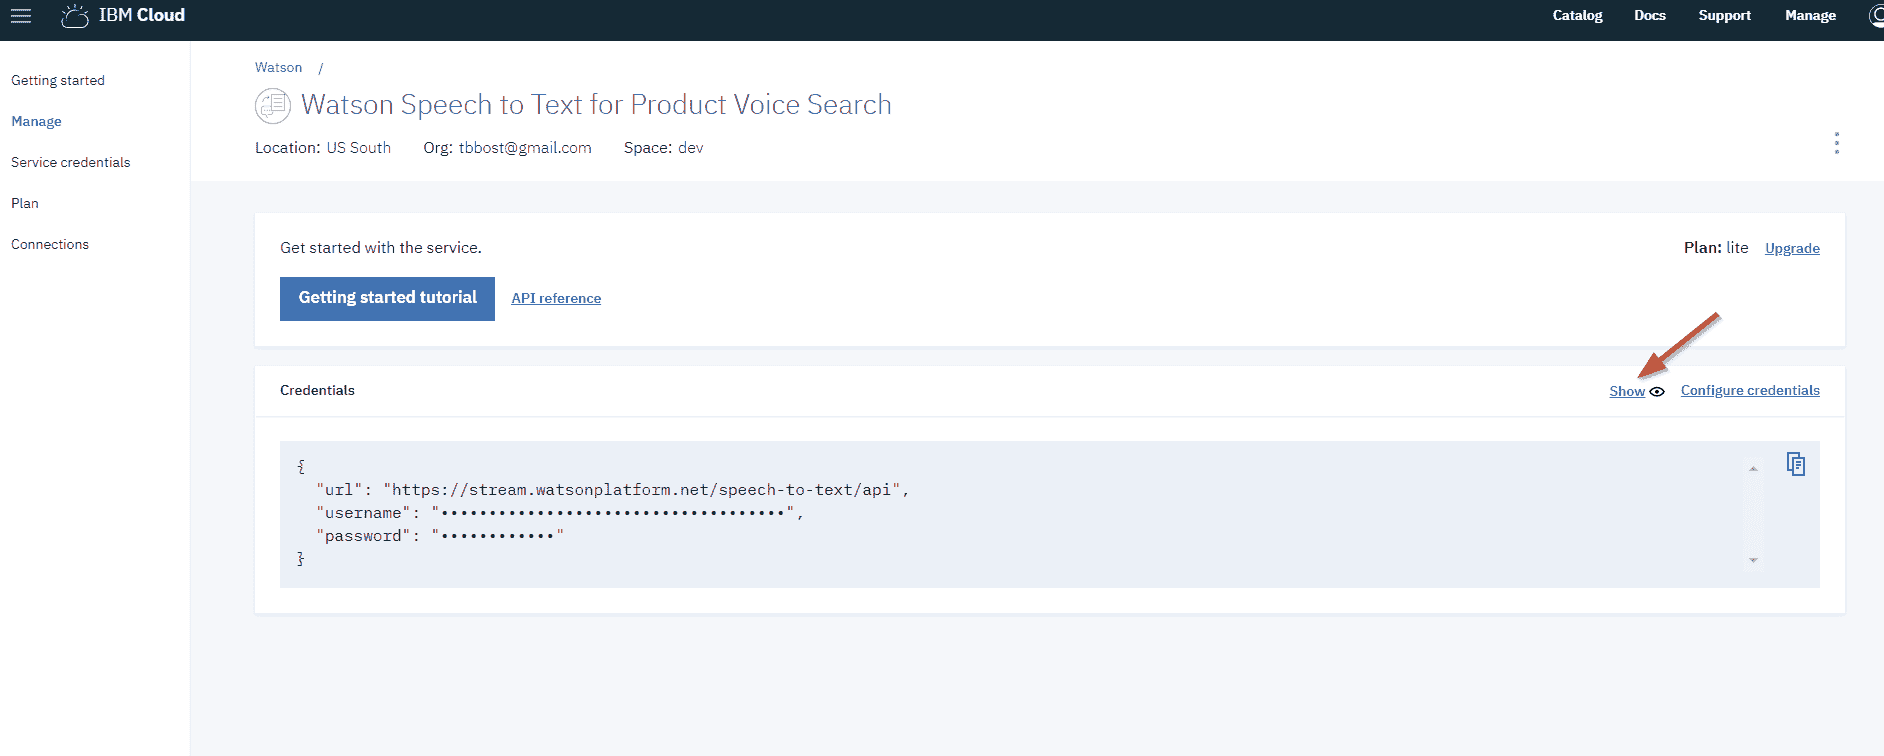 IBM Cloud
Catalog Docs Support Manage
Getting started
Manage
Service credentials
Plan
Connections
Watson /
Watson Speech to Text for Product Voice Search
Location: US South Org: tbbost@gmail.com Space: dev
Get started with the service.
Plan: lite Upgrade
Getting started tutorial API reference
Credentials
Show Configure credentials
{
"url": "https://stream.watsonplatform.net/speech-to-text/api",
"username": "••••••••••••••••••••••••••••••••••••",
"password": "••••••••••••"
}